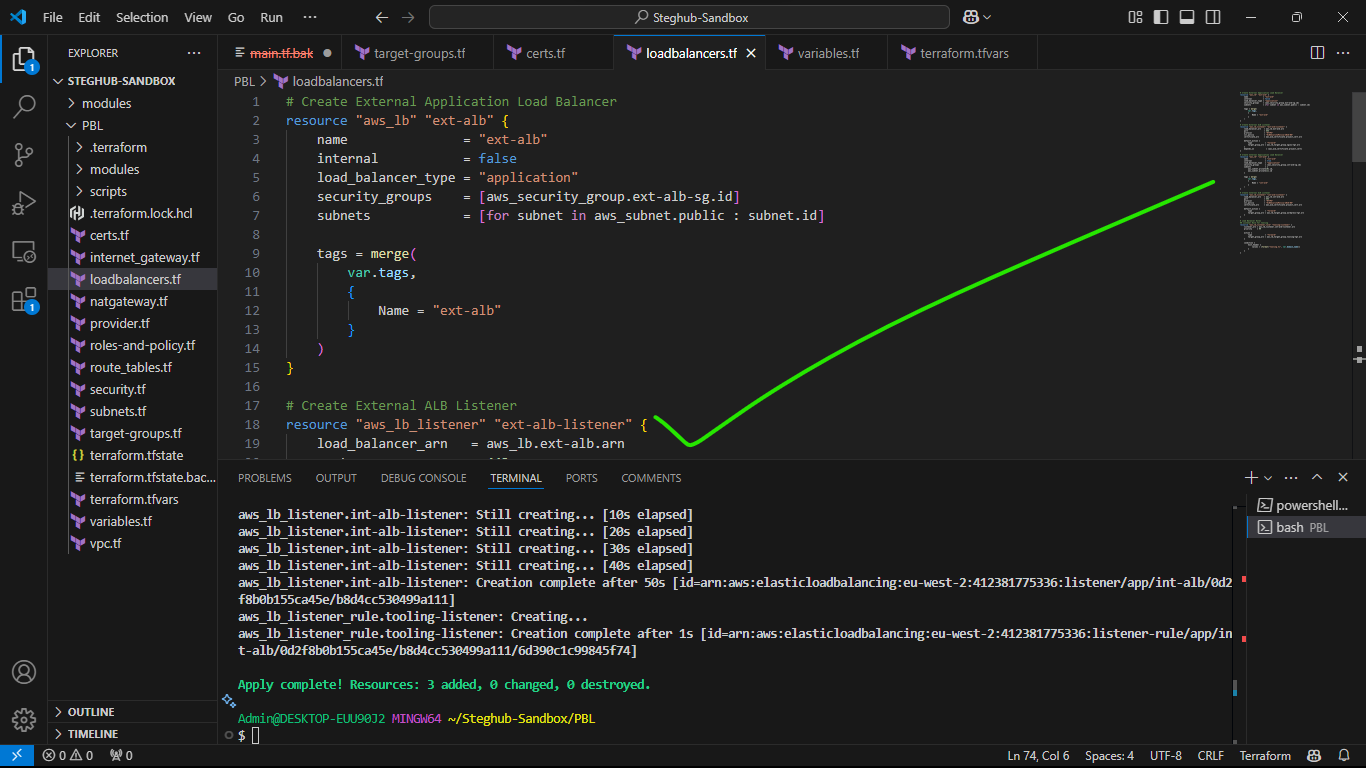 File Edit Selection View Go Run ··· Steghub-Sandbox
EXPLORER ···
STEGHUB-SANDBOX
modules
PBL
.terraform
modules
scripts
.terraform.lock.hcl
certs.tf
internet_gateway.tf
loadbalancers.tf
natgateway.tf
provider.tf
roles-and-policy.tf
route_tables.tf
security.tf
subnets.tf
target-groups.tf
{} terraform.tfstate
terraform.tfstate.bac...
terraform.tfvars
variables.tf
vpc.tf
OUTLINE
TIMELINE
1
1
main.tf.bak target-groups.tf certs.tf loadbalancers.tf variables.tf terraform.tfvars
PBL > loadbalancers.tf
1 # Create External Application Load Balancer
2 resource "aws_lb" "ext-alb" {
3 name = "ext-alb"
4 internal = false
5 load_balancer_type = "application"
6 security_groups = [aws_security_group.ext-alb-sg.id]
7 subnets = [for subnet in aws_subnet.public : subnet.id]
8
9 tags = merge(
10 var.tags,
11 {
12 Name = "ext-alb"
13 }
14 )
15 }
16
17 # Create External ALB Listener
18 resource "aws_lb_listener" "ext-alb-listener" {
19 load_balancer_arn = aws_lb.ext-alb.arn
PROBLEMS OUTPUT DEBUG CONSOLE TERMINAL PORTS COMMENTS
aws_lb_listener.int-alb-listener: Still creating... [10s elapsed]
aws_lb_listener.int-alb-listener: Still creating... [20s elapsed]
aws_lb_listener.int-alb-listener: Still creating... [30s elapsed]
aws_lb_listener.int-alb-listener: Still creating... [40s elapsed]
aws_lb_listener.int-alb-listener: Creation complete after 50s [id=arn:aws:elasticloadbalancing:eu-west-2:412381775336:listener/app/int-alb/0d2
f8b0b155ca45e/b8d4cc530499a111]
aws_lb_listener_rule.tooling-listener: Creating...
aws_lb_listener_rule.tooling-listener: Creation complete after 1s [id=arn:aws:elasticloadbalancing:eu-west-2:412381775336:listener-rule/app/in
t-alb/0d2f8b0b155ca45e/b8d4cc530499a111/6d390c1c99845f74]
Apply complete! Resources: 3 added, 0 changed, 0 destroyed.
Admin@DESKTOP-EUU90J2 MINGW64 ~/Steghub-Sandbox/PBL
$
powershell...
bash PBL
0 0 0 Ln 74, Col 6 Spaces: 4 UTF-8 CRLF Terraform